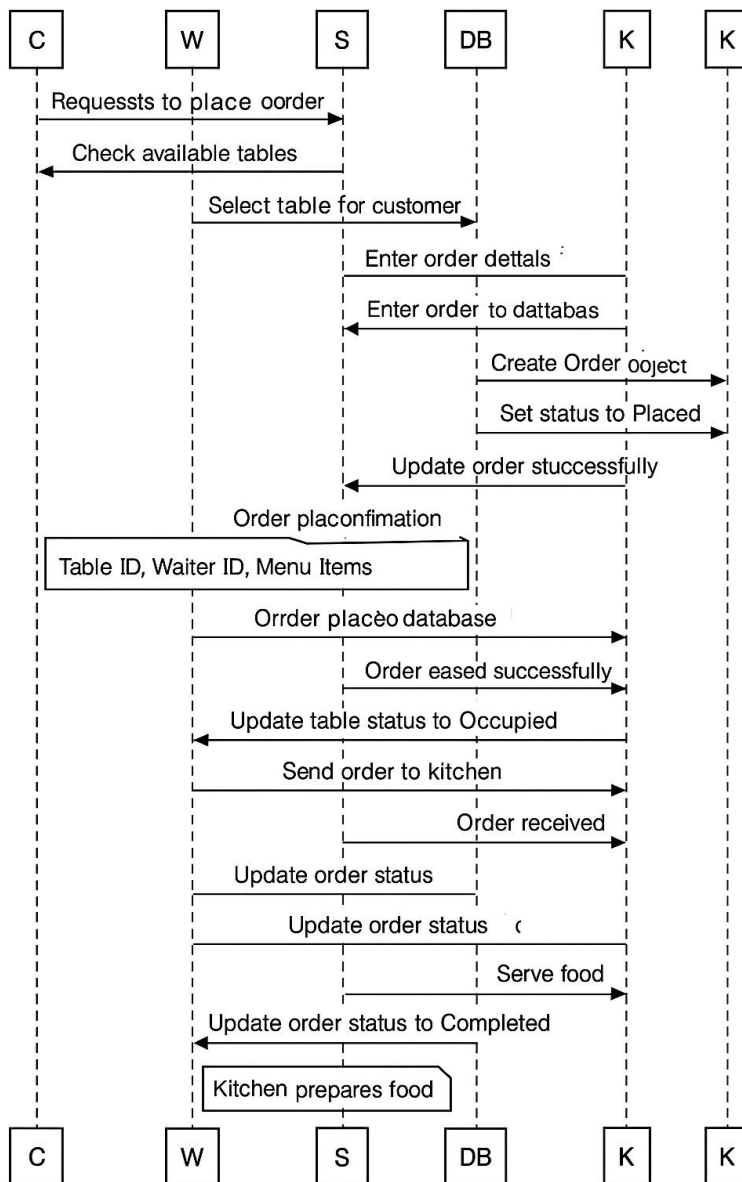 C W S DB K K
Requessts to place oorder
Check available tables
Select table for customer
Enter order dettals :
Enter order to dattabas
Create Order ooject
Set status to Placed
Update order stuccessfully
Order placonfimation
Table ID, Waiter ID, Menu Items
Orrder placèo database
Order eased successfully
Update table status to Occupied
Send order to kitchen
Order received
Update order status
Update order status
Serve food
Update order status to Completed
Kitchen prepares food
C W S DB K K